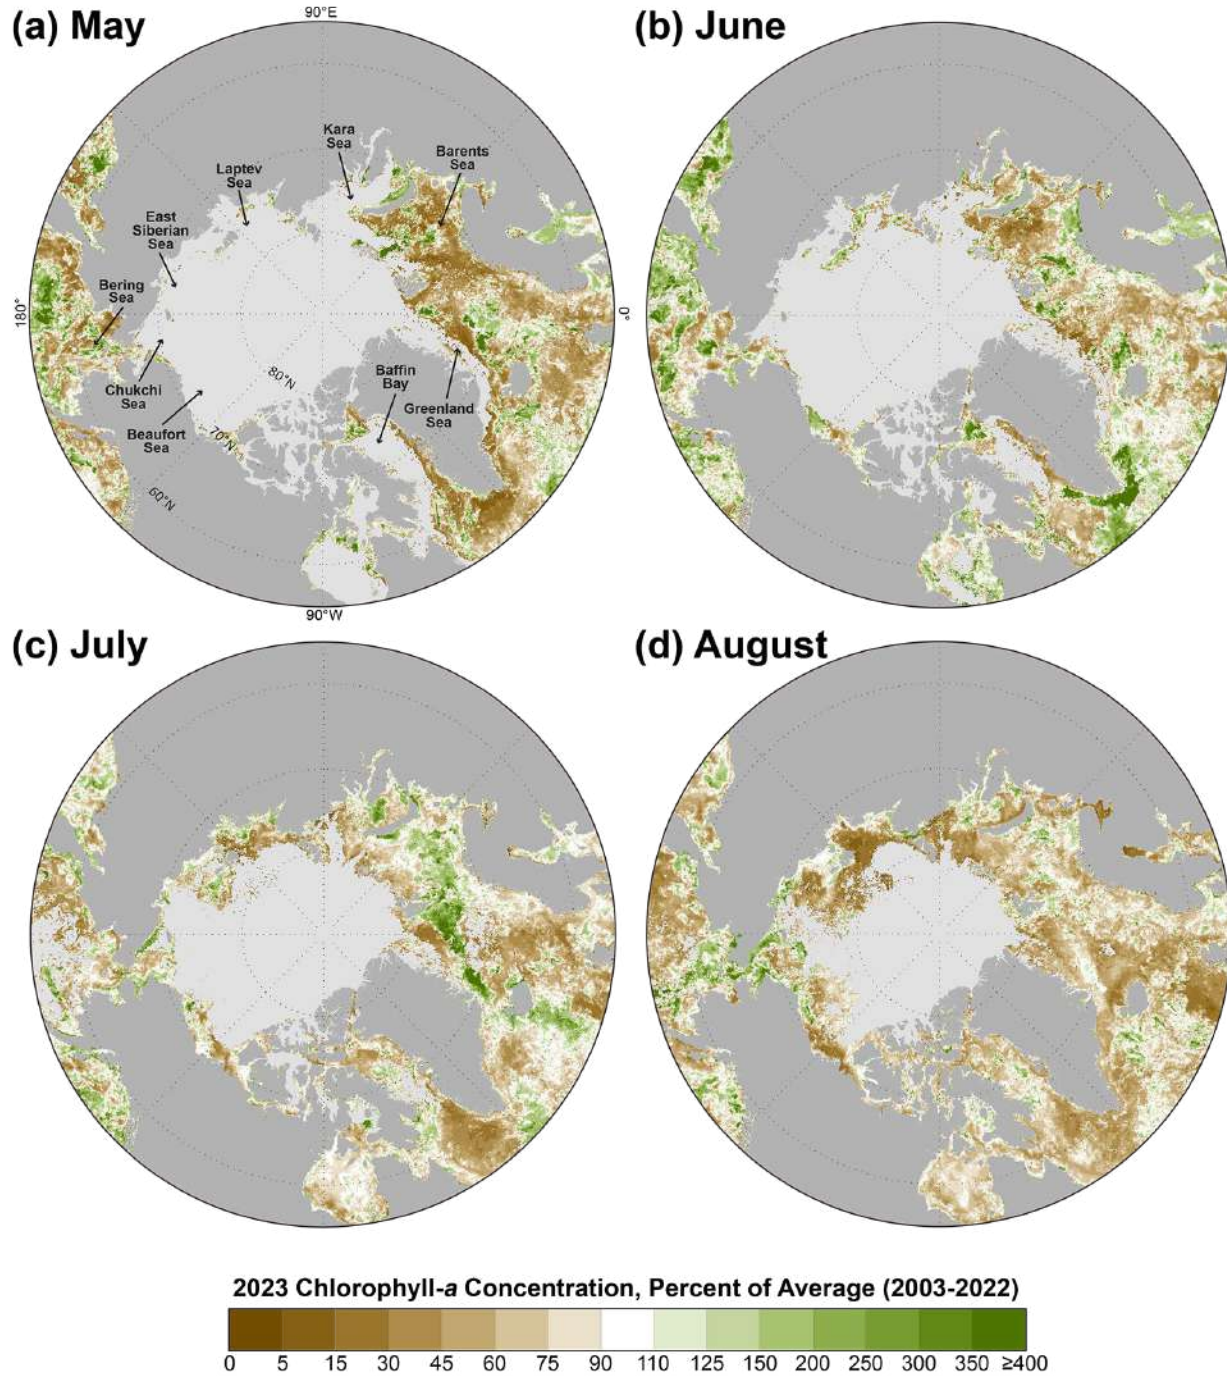 (a) May
90°E
(b) June
Kara
Sea
Barents
Sea
Laptev
Sea
East
Siberian
Sea
Bering
Sea
180°
0°
80°N
Baffin
Bay
Chukchi
Sea
Greenland
Sea
Beaufort
Sea
70°N
60°N
90°W
(c) July
(d) August
2023 Chlorophyll-a Concentration, Percent of Average (2003-2022)
0 5 15 30 45 60 75 90 110 125 150 200 250 300 350 ≥400